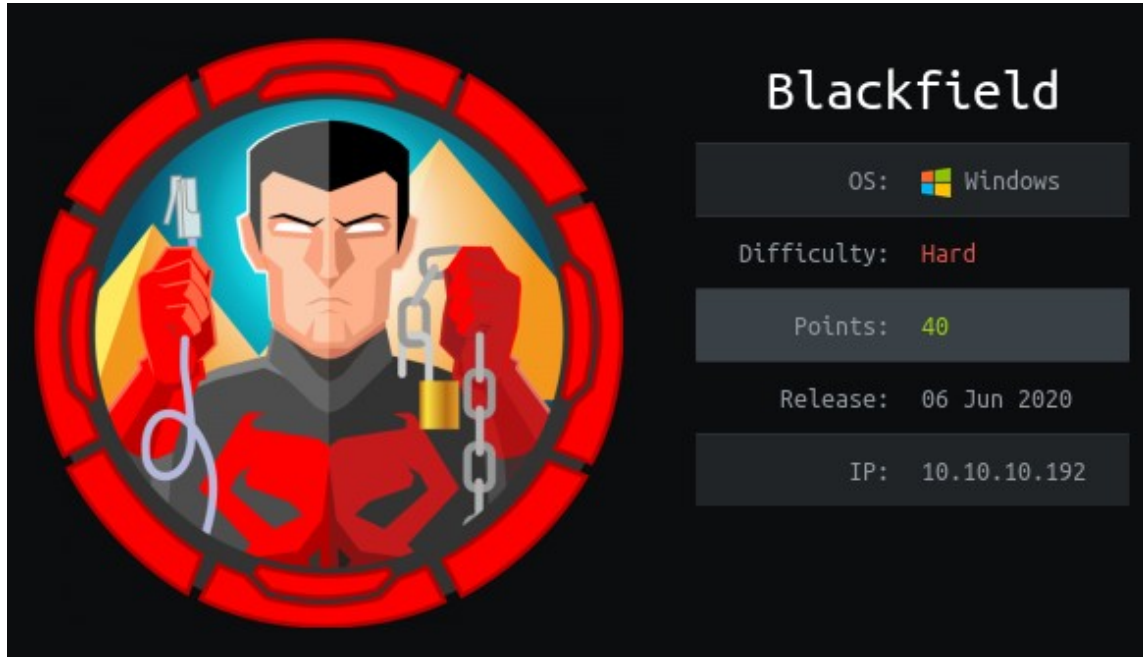 Blackfield
OS: Windows
Difficulty: Hard
Points: 40
Release: 06 Jun 2020
IP: 10.10.10.192